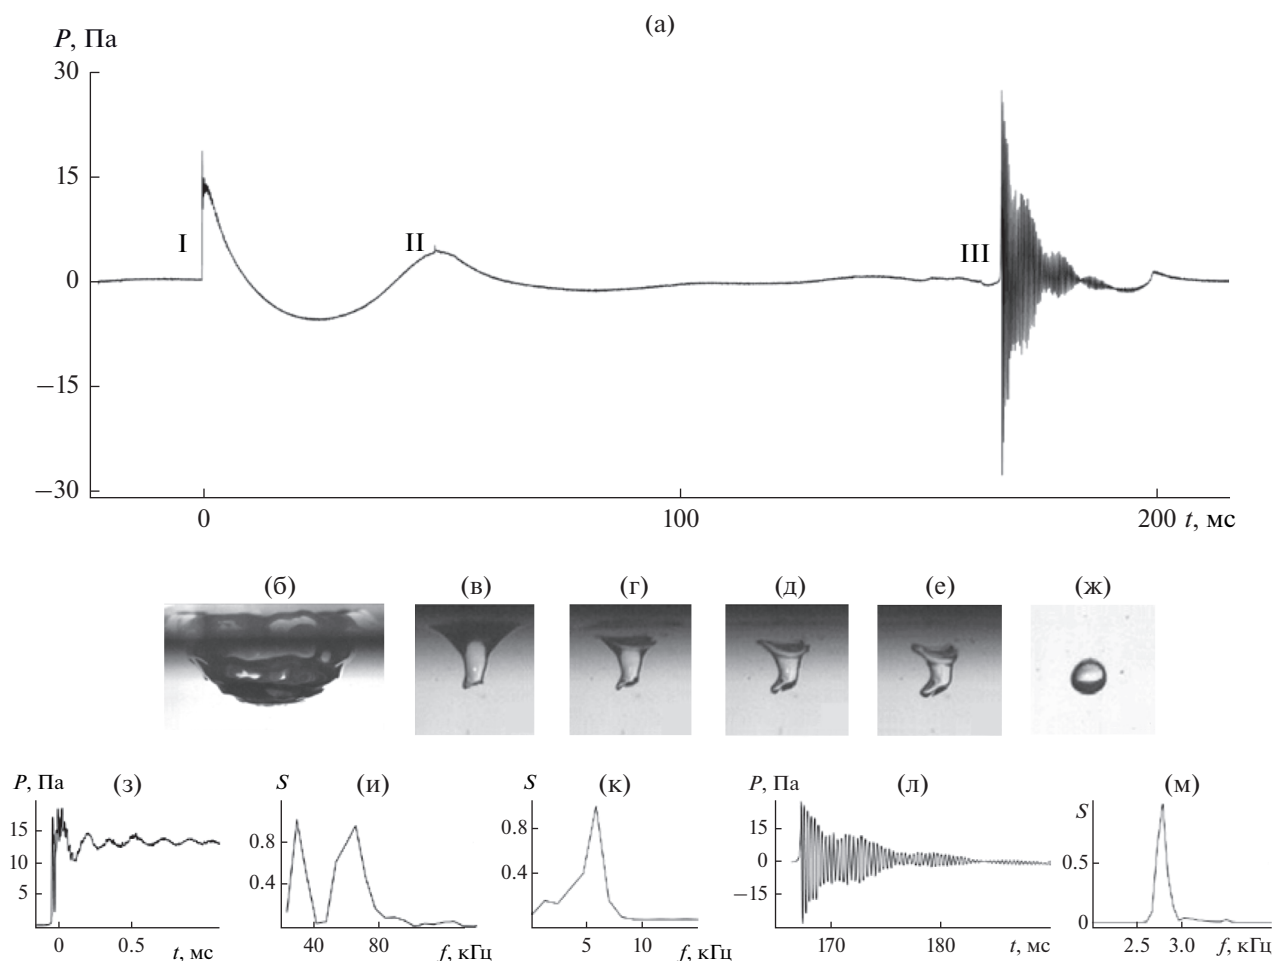 (а)
P, Па
30
15
0
−15
−30
I
II
III
0
100
200 t, мс
(б) (в) (г) (д) (е) (ж)
P, Па (з)
15
10
5
0 0.5
t, мс
S (и)
0.8
0.4
40 80
f, кГц
S (к)
0.8
0.4
5 10
f, кГц
P, Па (л)
15
0
−15
170 180 t, мс
(м)
S
0.5
0
2.5 3.0 f, кГц